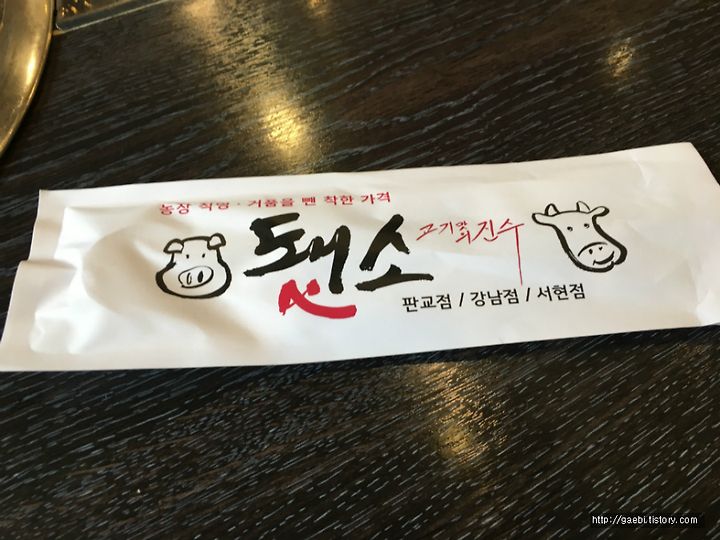 농장 직영 · 거품을 뺀 착한 가격
돼소
고기맛의 진수
판교점 / 강남점 / 서현점
http://gaebi.tistory.com